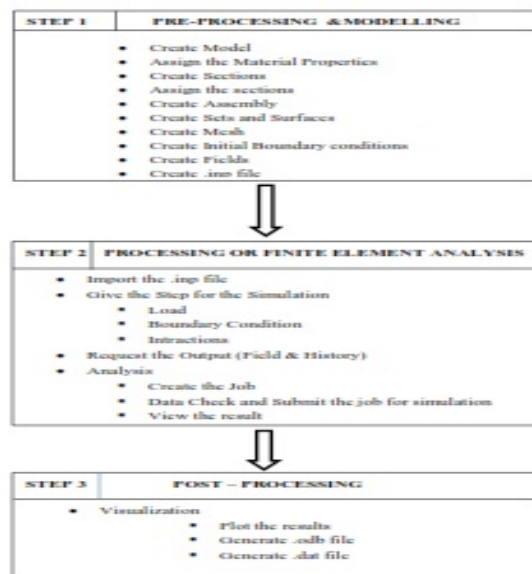 STEP 1 PRE-PROCESSING &MODELLING
• Create Model
• Assign the Material Properties
• Create Sections
• Assign the sections
• Create Assembly
• Create Sets and Surfaces
• Create Mesh
• Create Initial Boundary conditions
• Create Fields
• Create .inp file
STEP 2 PROCESSING OR FINITE ELEMENT ANALYSIS
• Import the .inp file
• Give the Step for the Simulation
• Load
• Boundary Condition
• Intractions
• Request the Output (Field & History)
• Analysis
• Create the Job
• Data Check and Submit the job for simulation
• View the result
STEP 3 POST – PROCESSING
• Visualization
• Plot the results
• Generate .odb file
• Generate .dat file